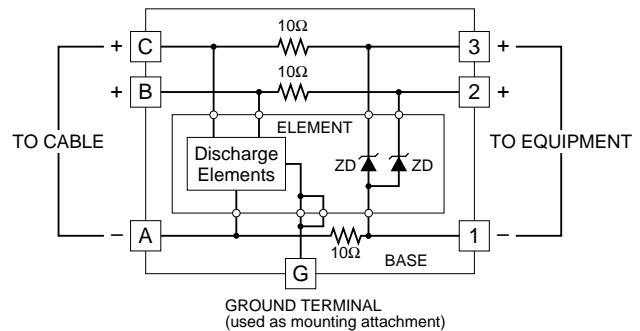 10Ω
+ C 3 +
10Ω
+ B 2 +
ELEMENT
TO CABLE
TO EQUIPMENT
Discharge
Elements
ZD ZD
− A 1 −
10Ω
BASE
G
GROUND TERMINAL
(used as mounting attachment)